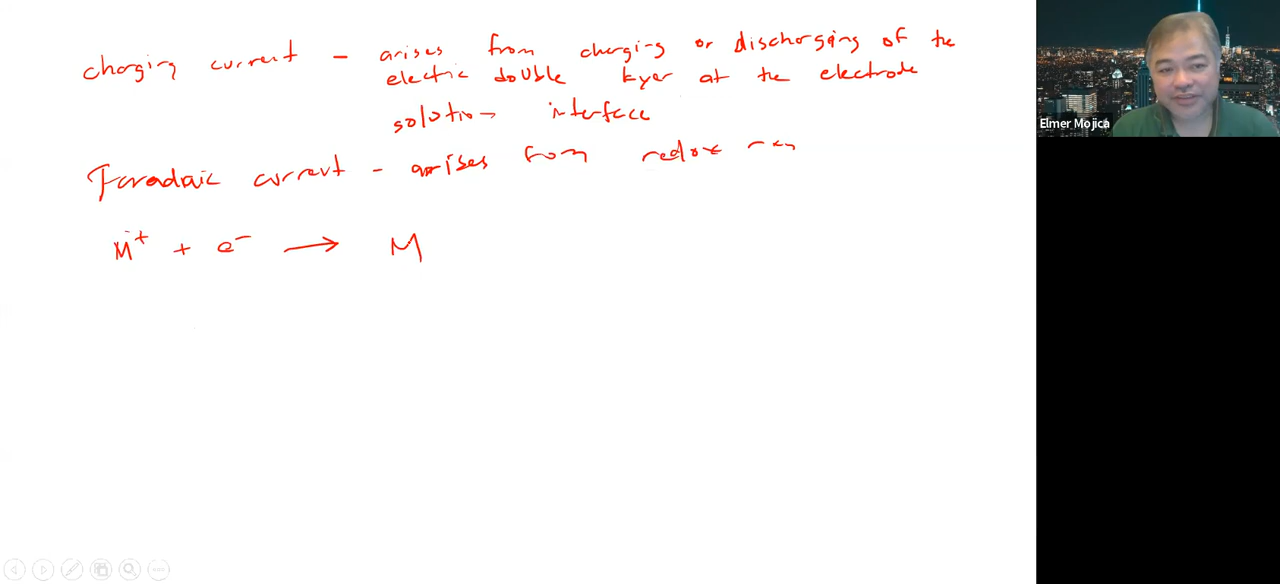 charging current - arises from charging or discharging of the
electric double layer at the electrode
solution interface
Faradaic current - arises from redox rxn
M⁺ + e⁻ → M
Elmer Mojica